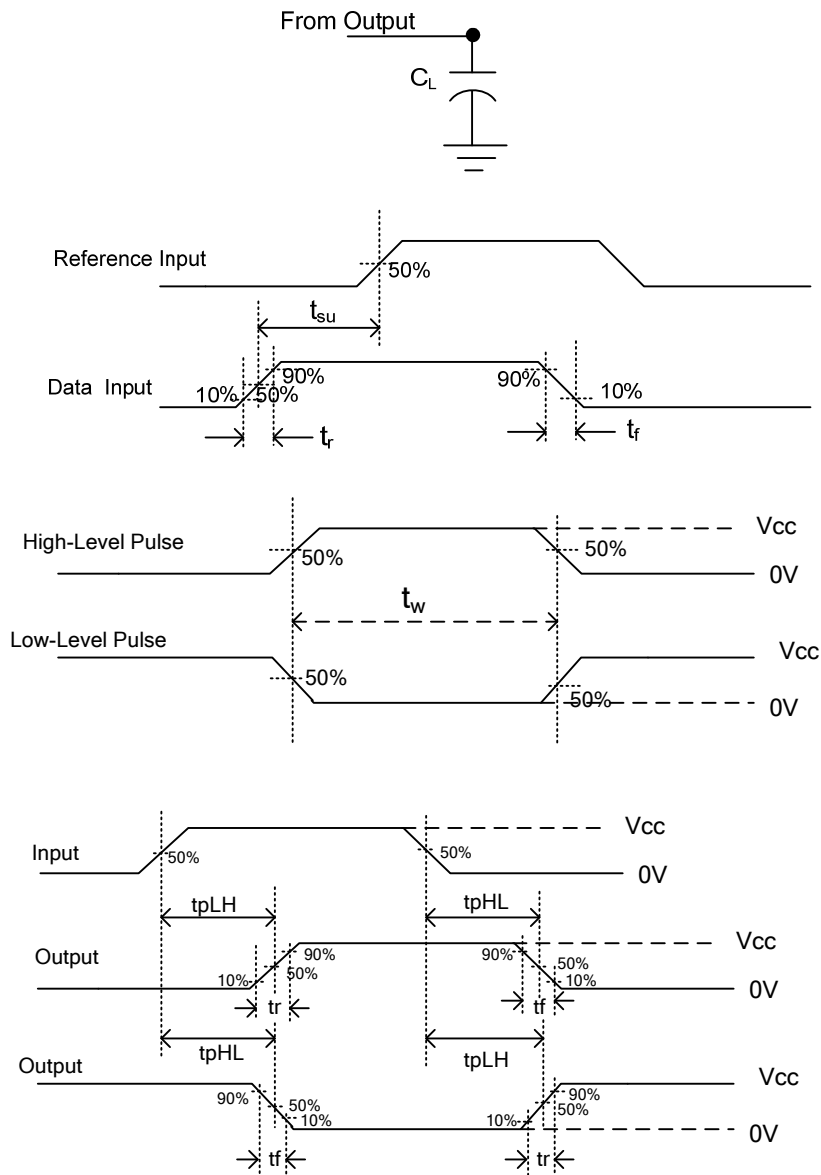 From Output
CL
Reference Input
50%
tsu
Data Input
10%
50%
90%
90%
10%
tr
tf
High-Level Pulse
50%
50%
Vcc
0V
tw
Low-Level Pulse
50%
50%
Vcc
0V
Input
50%
50%
Vcc
0V
tpLH
tpHL
Output
10%
50%
90%
90%
50%
10%
Vcc
0V
tr
tf
tpHL
tpLH
Output
90%
50%
10%
10%
50%
90%
Vcc
0V
tf
tr